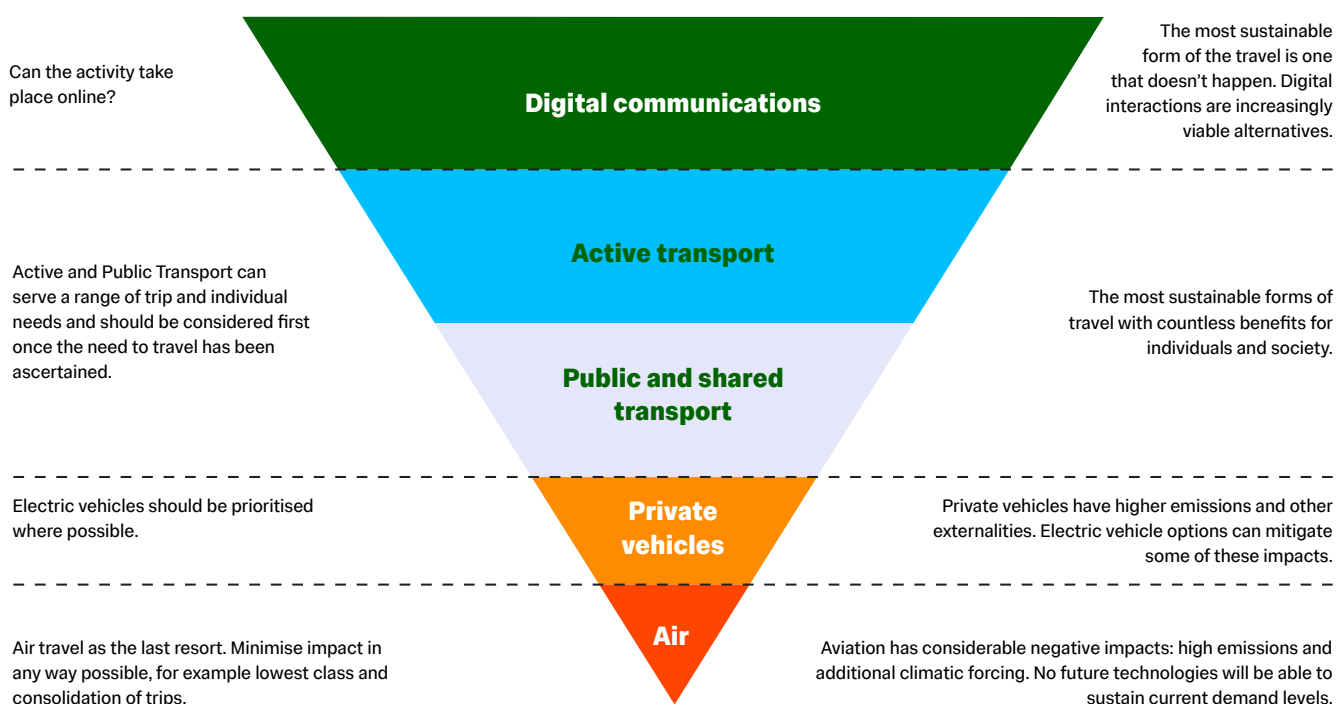 Can the activity take
place online?
Digital communications
The most sustainable
form of the travel is one
that doesn’t happen. Digital
interactions are increasingly
viable alternatives.
Active and Public Transport can
serve a range of trip and individual
needs and should be considered first
once the need to travel has been
ascertained.
Active transport
Public and shared
transport
The most sustainable forms of
travel with countless benefits for
individuals and society.
Electric vehicles should be prioritised
where possible.
Private
vehicles
Private vehicles have higher emissions and other
externalities. Electric vehicle options can mitigate
some of these impacts.
Air travel as the last resort. Minimise impact in
any way possible, for example lowest class and
consolidation of trips.
Air
Aviation has considerable negative impacts: high emissions and
additional climatic forcing. No future technologies will be able to
sustain current demand levels.